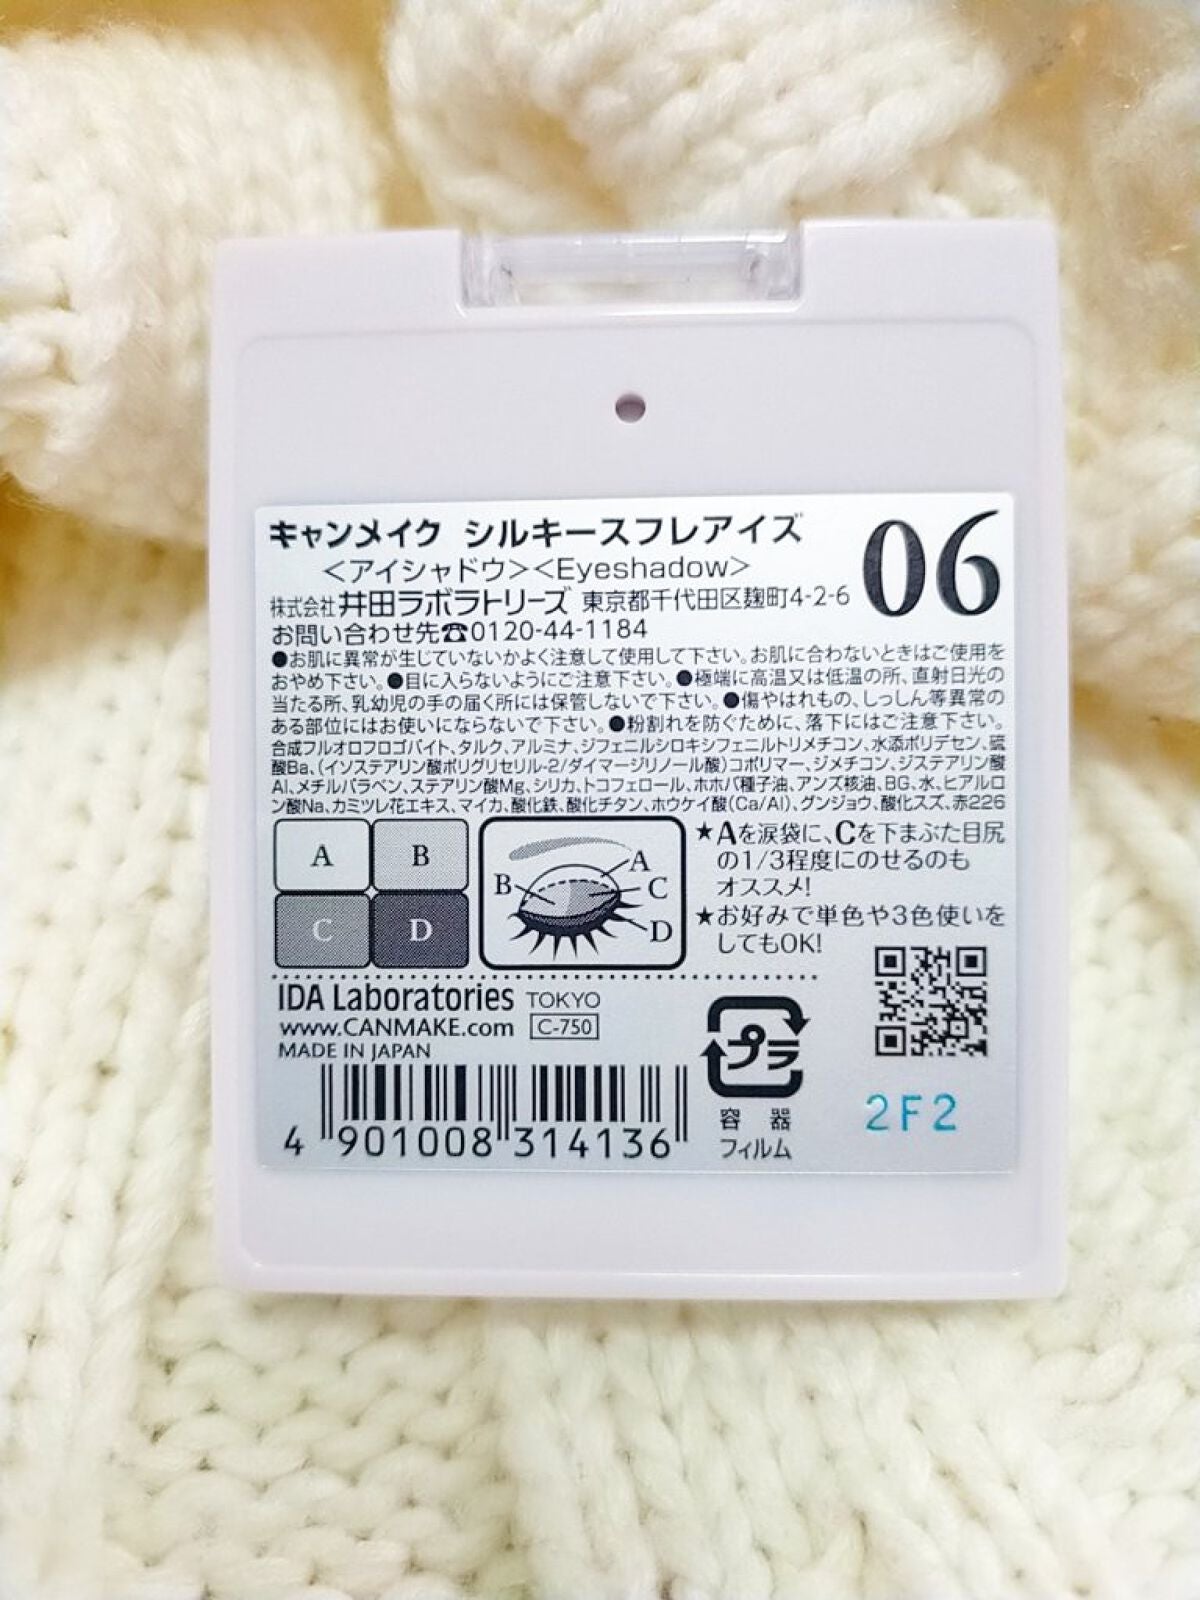 キャンメイク シルキースフレアイズ
06
<アイシャドウ><Eyeshadow>
株式会社 井田ラボラトリーズ 東京都千代田区麹町4-2-6
お問い合わせ先☎0120-44-1184
●お肌に異常が生じていないかよく注意して使用して下さい。お肌に合わないときはご使用を
おやめ下さい。●目に入らないようにご注意下さい。●極端に高温又は低温の所、直射日光の
当たる所、乳幼児の手の届く所には保管しないで下さい。●傷やはれもの、しっしん等異常の
ある部位にはお使いにならないで下さい。●粉割れを防ぐために、落下にはご注意下さい。
合成フルオロフロゴパイト、タルク、アルミナ、ジフェニルシロキシフェニルトリメチコン、水添ポリデセン、硫
酸Ba、(イソステアリン酸ポリグリセリル-2/ダイマージリノール酸)コポリマー、ジメチコン、ジステアリン酸
Al、メチルパラベン、ステアリン酸Mg、シリカ、トコフェロール、ホホバ種子油、アンズ核油、BG、水、ヒアルロ
ン酸Na、カミツレ花エキス、マイカ、酸化鉄、酸化チタン、ホウケイ酸(Ca/Al)、グンジョウ、酸化スズ、赤226
A B
C D
A
B
C
D
★Aを涙袋に、Cを下まぶた目尻
の1/3程度にのせるのも
オススメ!
★お好みで単色や3色使いを
してもOK!
IDA Laboratories TOKYO
www.CANMAKE.com C-750
MADE IN JAPAN
4 901008 314136
プラ
容 器
フィルム
2F2